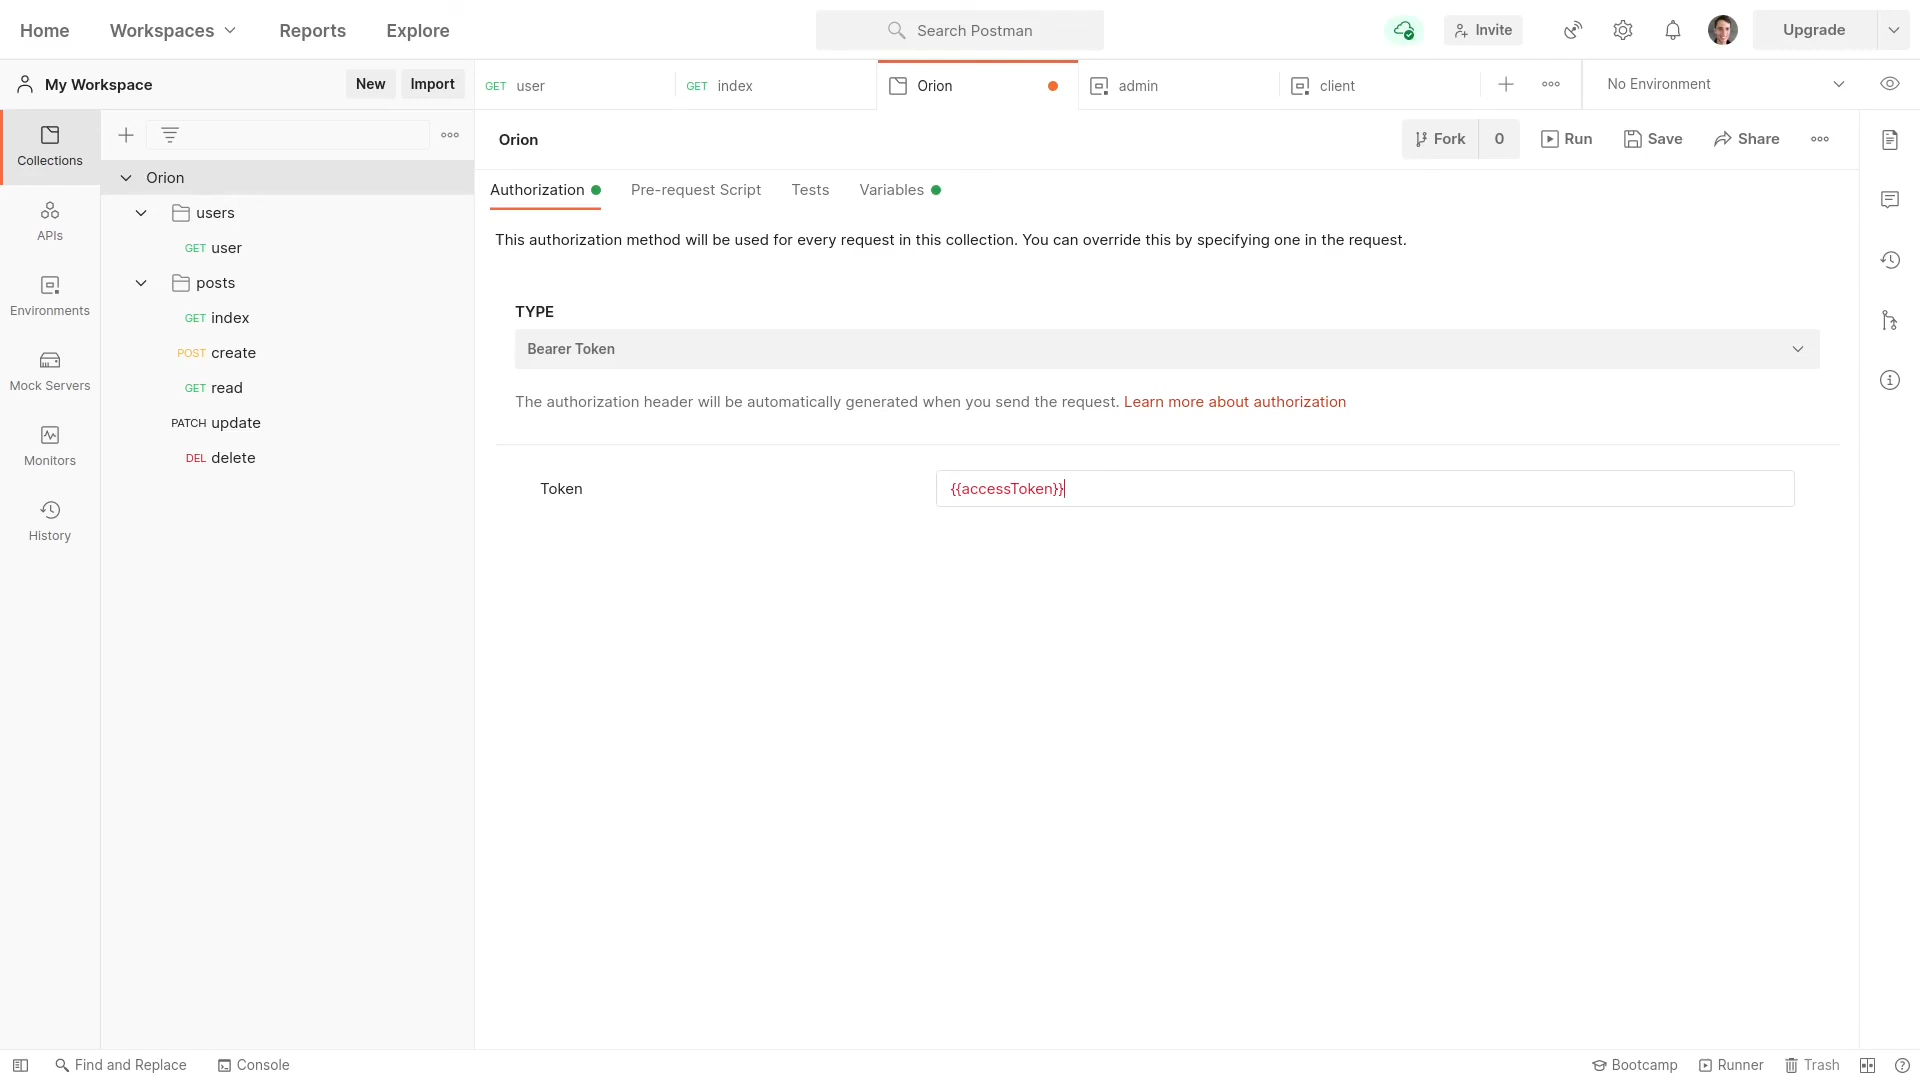 Home
Workspaces
Reports
Explore
Search Postman
Invite
Upgrade
My Workspace
New
Import
GET user
GET index
Orion
admin
client
No Environment
Collections
APIs
Environments
Mock Servers
Monitors
History
Orion
users
GET user
posts
GET index
POST create
GET read
PATCH update
DEL delete
Orion
Fork
0
Run
Save
Share
Authorization
Pre-request Script
Tests
Variables
This authorization method will be used for every request in this collection. You can override this by specifying one in the request.
TYPE
Bearer Token
The authorization header will be automatically generated when you send the request. Learn more about authorization
Token
{{accessToken}}
Find and Replace
Console
Bootcamp
Runner
Trash